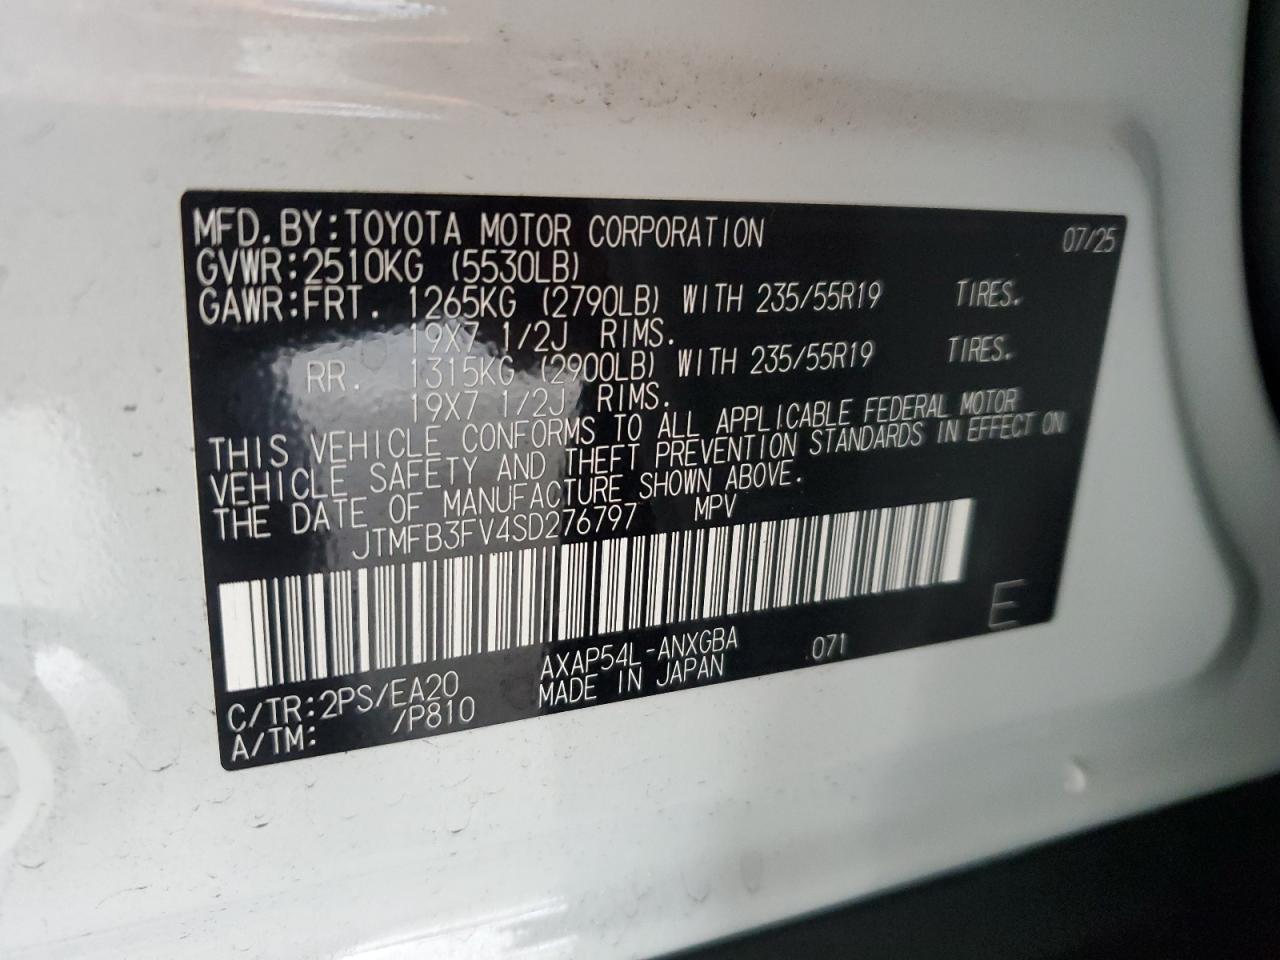 MFD. BY: TOYOTA MOTOR CORPORATION 07/25
GVWR: 2510KG (5530LB)
GAWR: FRT. 1265KG (2790LB) WITH 235/55R19 TIRES.
19X7 1/2J RIMS.
RR. 1315KG (2900LB) WITH 235/55R19 TIRES.
19X7 1/2J RIMS.
THIS VEHICLE CONFORMS TO ALL APPLICABLE FEDERAL MOTOR
VEHICLE SAFETY AND THEFT PREVENTION STANDARDS IN EFFECT ON
THE DATE OF MANUFACTURE SHOWN ABOVE.
JTMFB3FV4SD276797 MPV
E
AXAP54L-ANXGBA 071
C/TR: 2PS/EA20 MADE IN JAPAN
A/TM: /P810